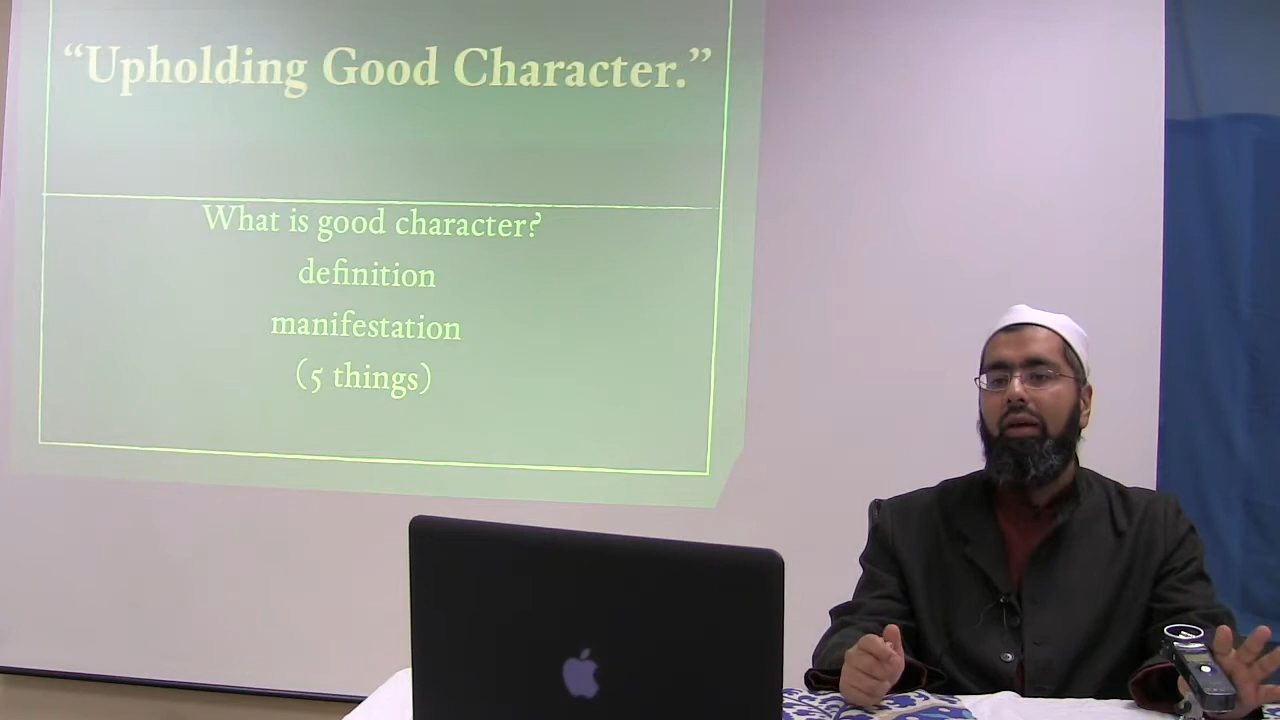 “Upholding Good Character.”
What is good character?
definition
manifestation
(5 things)